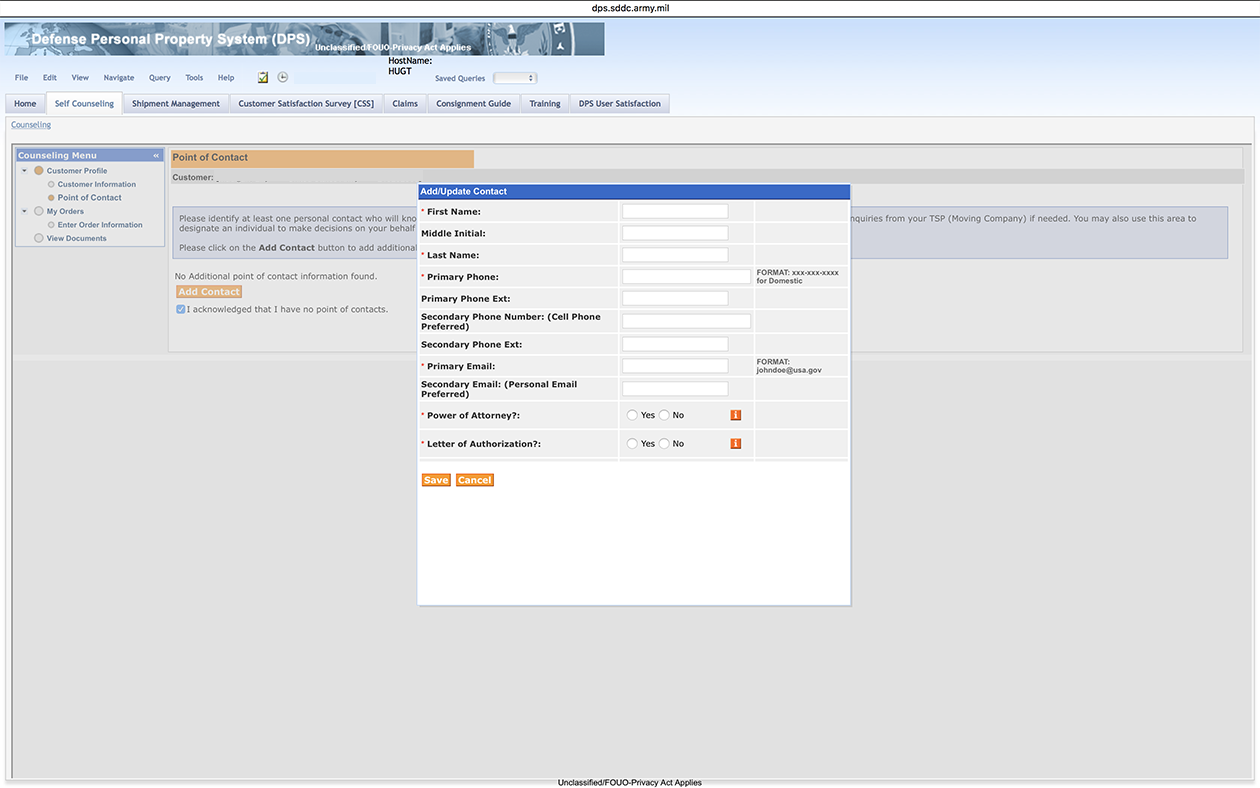 dps.sddc.army.mil
Defense Personal Property System (DPS) Unclassified/FOUO-Privacy Act Applies
HostName:
HUGT
File Edit View Navigate Query Tools Help Saved Queries
Home Self Counseling Shipment Management Customer Satisfaction Survey [CSS] Claims Consignment Guide Training DPS User Satisfaction
Counseling
Counseling Menu «
Customer Profile
Customer Information
Point of Contact
My Orders
Enter Order Information
View Documents
Point of Contact
Customer:
Please identify at least one personal contact who will kno
nquiries from your TSP (Moving Company) if needed. You may also use this area to
designate an individual to make decisions on your behalf
Please click on the Add Contact button to add additional
No Additional point of contact information found.
Add Contact
I acknowledged that I have no point of contacts.
Add/Update Contact
* First Name:
Middle Initial:
* Last Name:
* Primary Phone: FORMAT: xxx-xxx-xxxx
for Domestic
Primary Phone Ext:
Secondary Phone Number: (Cell Phone
Preferred)
Secondary Phone Ext:
* Primary Email: FORMAT:
johndoe@usa.gov
Secondary Email: (Personal Email
Preferred)
* Power of Attorney?: Yes No i
* Letter of Authorization?: Yes No i
Save Cancel
Unclassified/FOUO-Privacy Act Applies